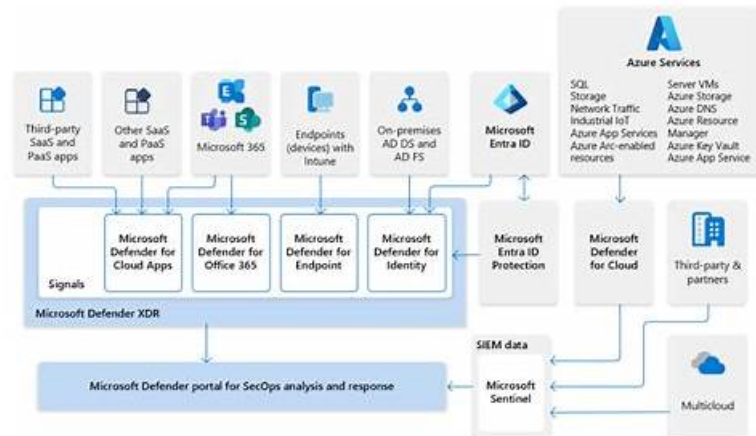 Azure Services
SQL
Storage
Network Traffic
Industrial IoT
Azure App Services
Azure Arc-enabled
resources
Server VMs
Azure Storage
Azure DNS
Azure Resource
Manager
Azure Key Vault
Azure App Service
Third-party
SaaS and
PaaS apps
Other SaaS
and PaaS
apps
Microsoft 365
Endpoints
(devices) with
Intune
On-premises
AD DS and
AD FS
Microsoft
Entra ID
Signals
Microsoft
Defender for
Cloud Apps
Microsoft
Defender for
Office 365
Microsoft
Defender for
Endpoint
Microsoft
Defender for
Identity
Microsoft Defender XDR
Microsoft
Entra ID
Protection
Microsoft
Defender
for Cloud
Third-party &
partners
Microsoft Defender portal for SecOps analysis and response
SIEM data
Microsoft
Sentinel
Multicloud